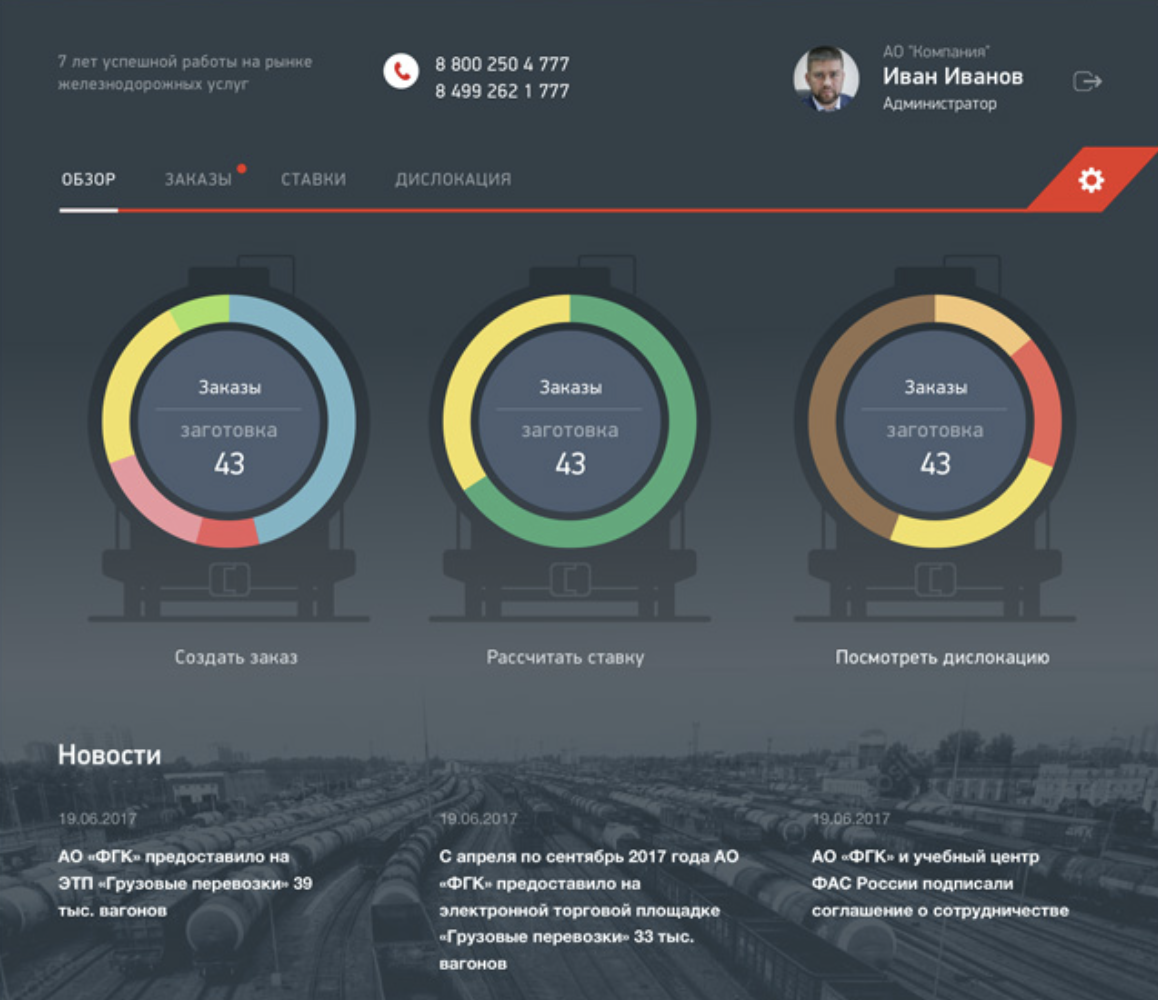 7 лет успешной работы на рынке
железнодорожных услуг
8 800 250 4 777
8 499 262 1 777
АО "Компания"
Иван Иванов
Администратор
ОБЗОР
ЗАКАЗЫ
СТАВКИ
ДИСЛОКАЦИЯ
Заказы
заготовка
43
Заказы
заготовка
43
Заказы
заготовка
43
Создать заказ
Рассчитать ставку
Посмотреть дислокацию
Новости
19.06.2017
АО «ФГК» предоставило на
ЭТП «Грузовые перевозки» 39
тыс. вагонов
19.06.2017
С апреля по сентябрь 2017 года АО
«ФГК» предоставило на
электронной торговой площадке
«Грузовые перевозки» 33 тыс.
вагонов
19.06.2017
АО «ФГК» и учебный центр
ФАС России подписали
соглашение о сотрудничестве